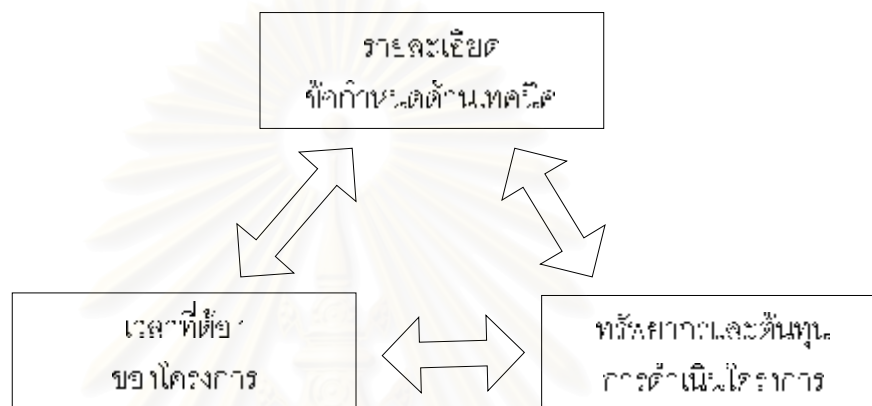 รายละเอียด
ข้อกำหนดด้านเทคนิค
เวลาที่ต้อง
ของโครงการ
ทรัพยากรและต้นทุน
การดำเนินโครงการ